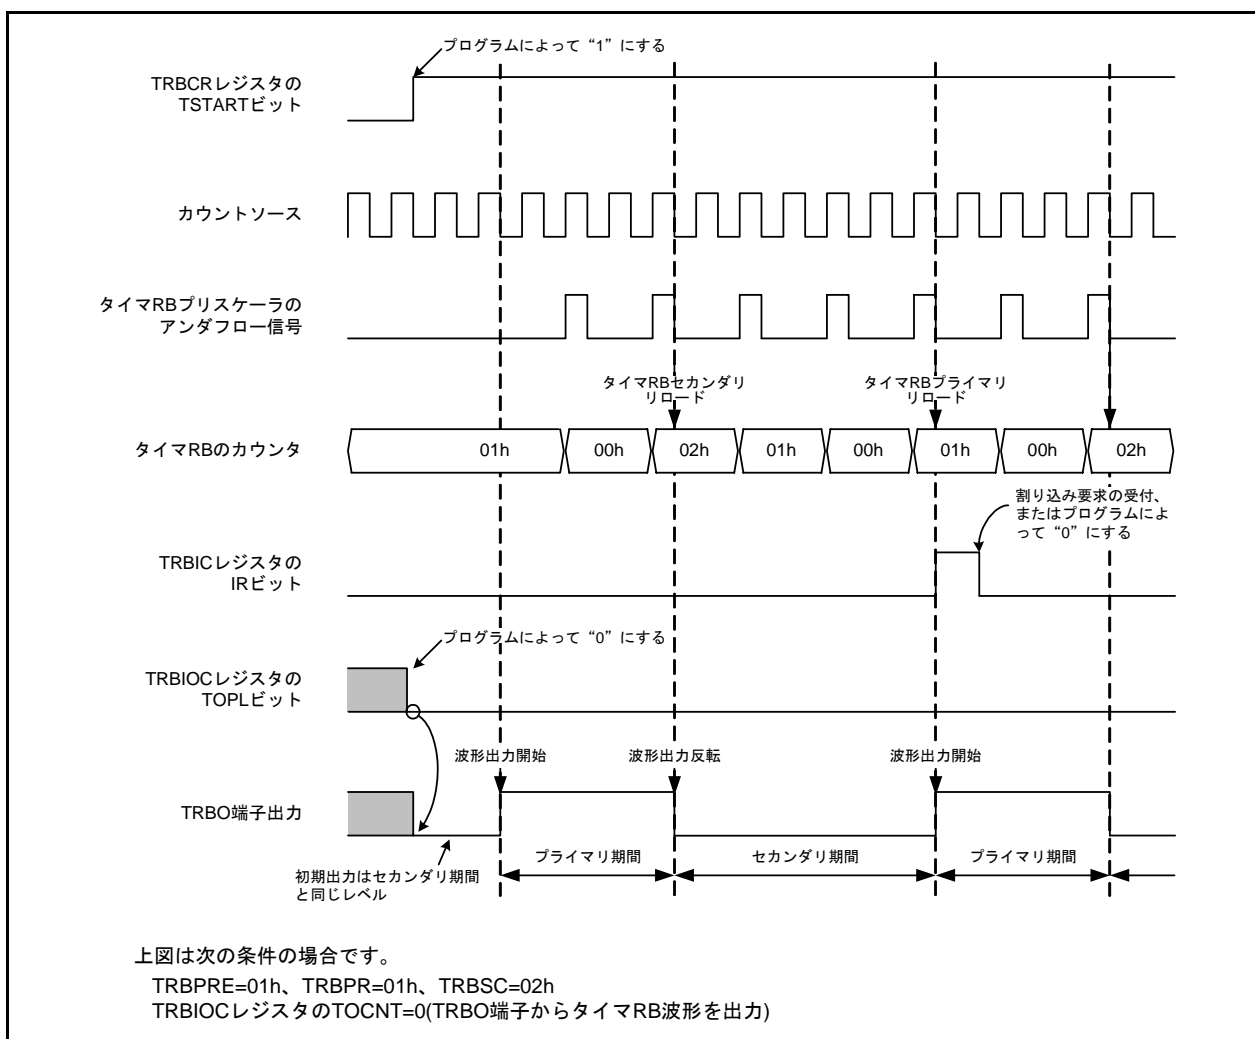 プログラムによって“1”にする
TRBCRレジスタの
TSTARTビット
カウントソース
タイマRBプリスケーラの
アンダフロー信号
タイマRBセカンダリ
リロード
タイマRBプライマリ
リロード
タイマRBのカウンタ
01h
00h
02h
01h
00h
01h
00h
02h
割り込み要求の受付、
またはプログラムによ
って“0”にする
TRBICレジスタの
IRビット
プログラムによって“0”にする
TRBIOCレジスタの
TOPLビット
波形出力開始
波形出力反転
波形出力開始
TRBO端子出力
プライマリ期間
セカンダリ期間
プライマリ期間
初期出力はセカンダリ期間
と同じレベル
上図は次の条件の場合です。
TRBPRE=01h、TRBPR=01h、TRBSC=02h
TRBIOCレジスタのTOCNT=0(TRBO端子からタイマRB波形を出力)